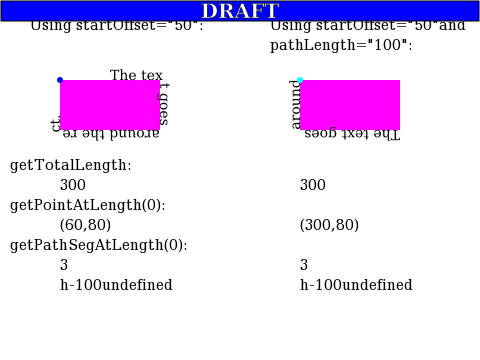 DRAFT
Using startOffset="50":
Using startOffset="50"and
pathLength="100":
The tex
t goes
around the re
ct.
The text goes
around
getTotalLength:
300 300
getPointAtLength(0):
(60,80) (300,80)
getPathSegAtLength(0):
3 3
h-100undefined h-100undefined